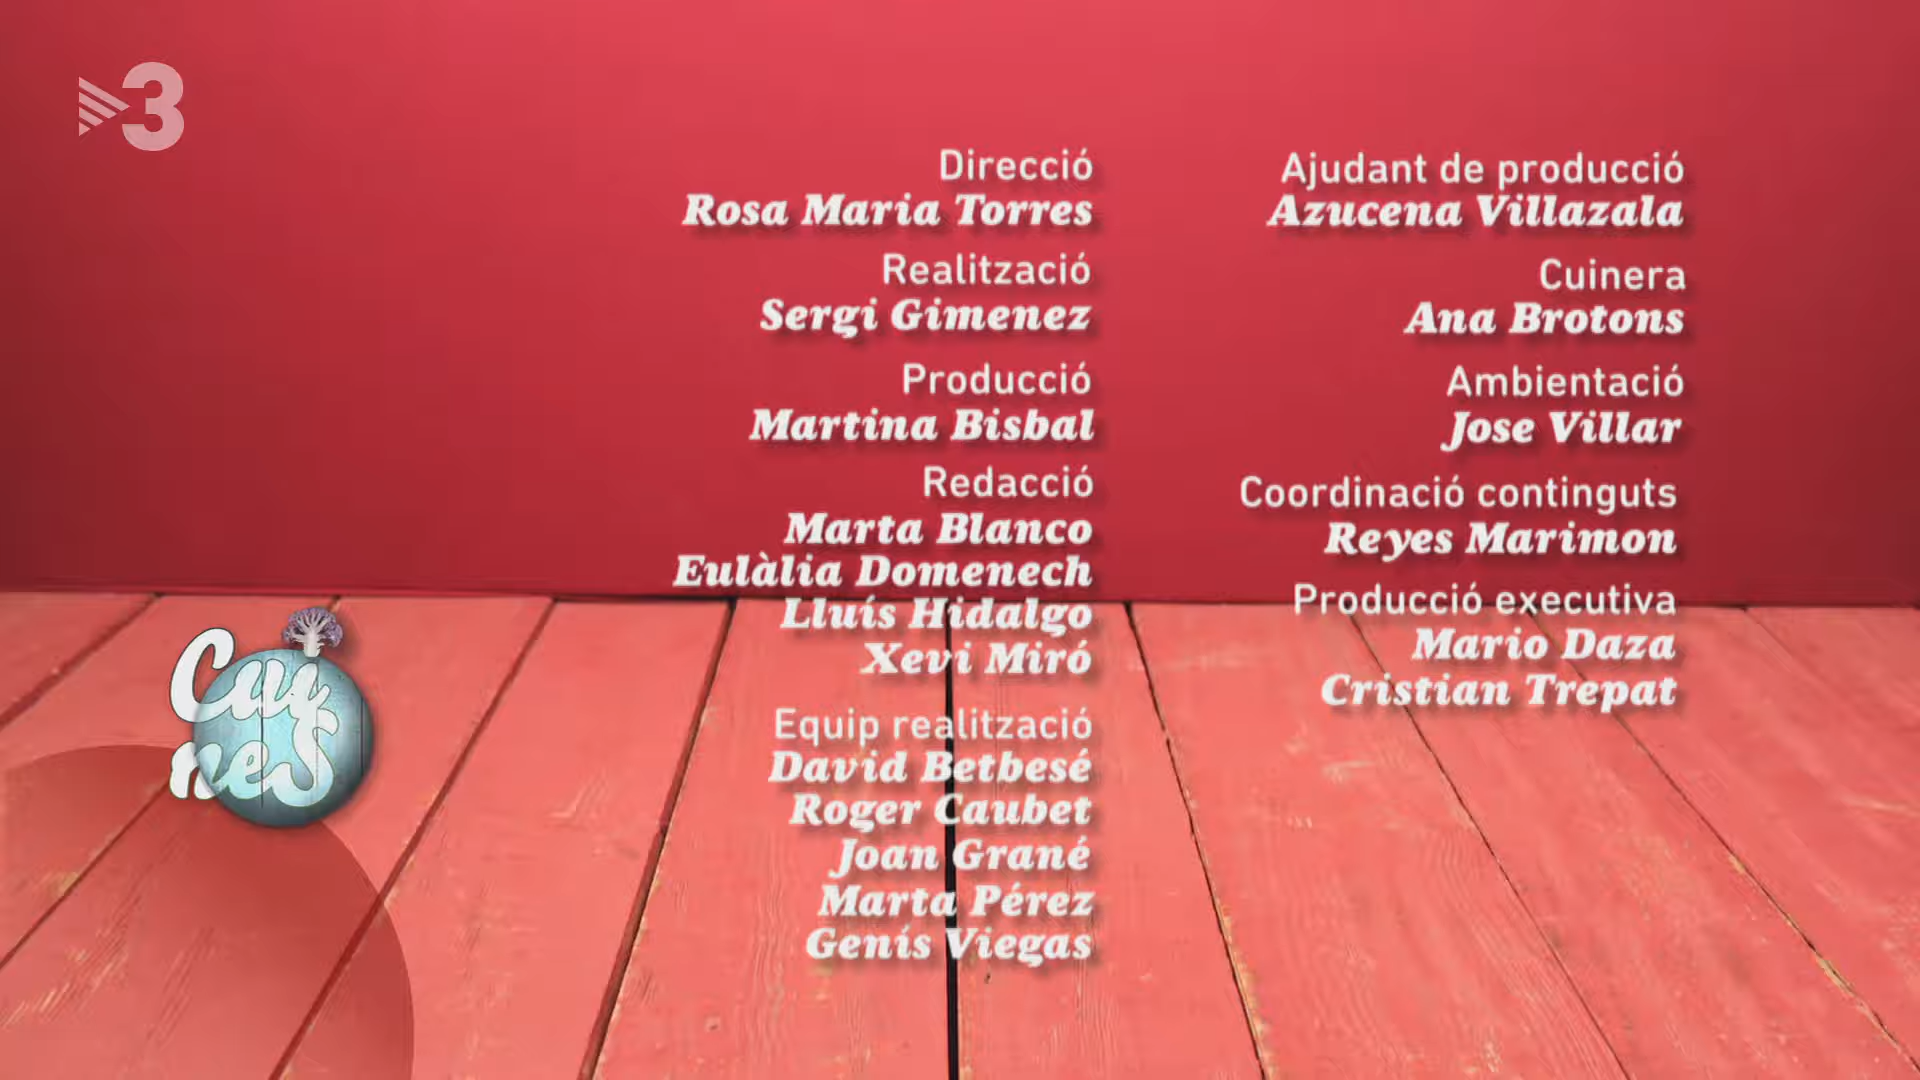 3
Direcció
Rosa Maria Torres
Realització
Sergi Gimenez
Producció
Martina Bisbal
Redacció
Marta Blanco
Eulàlia Domenech
Lluís Hidalgo
Xevi Miró
Equip realització
David Betbesé
Roger Caubet
Joan Grané
Marta Pérez
Genís Viegas
Ajudant de producció
Azucena Villazala
Cuinera
Ana Brotons
Ambientació
Jose Villar
Coordinació continguts
Reyes Marimon
Producció executiva
Mario Daza
Cristian Trepat
Cuy
nes